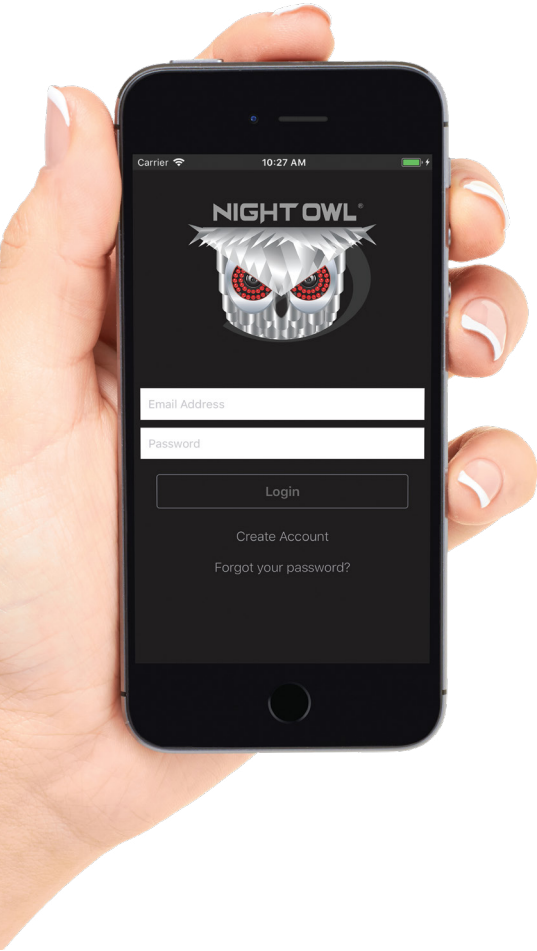 Carrier 10:27 AM
NIGHT OWL®
Email Address
Password
Login
Create Account
Forgot your password?